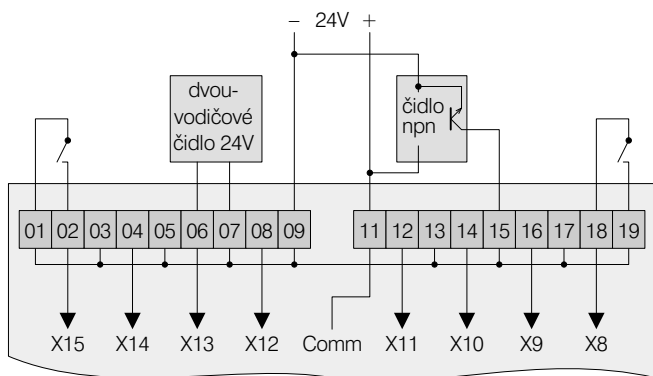 − 24V +
dvou-
vodičové
čidlo 24V
čidlo
npn
01 02 03 04 05 06 07 08 09 11 12 13 14 15 16 17 18 19
X15 X14 X13 X12 Comm X11 X10 X9 X8